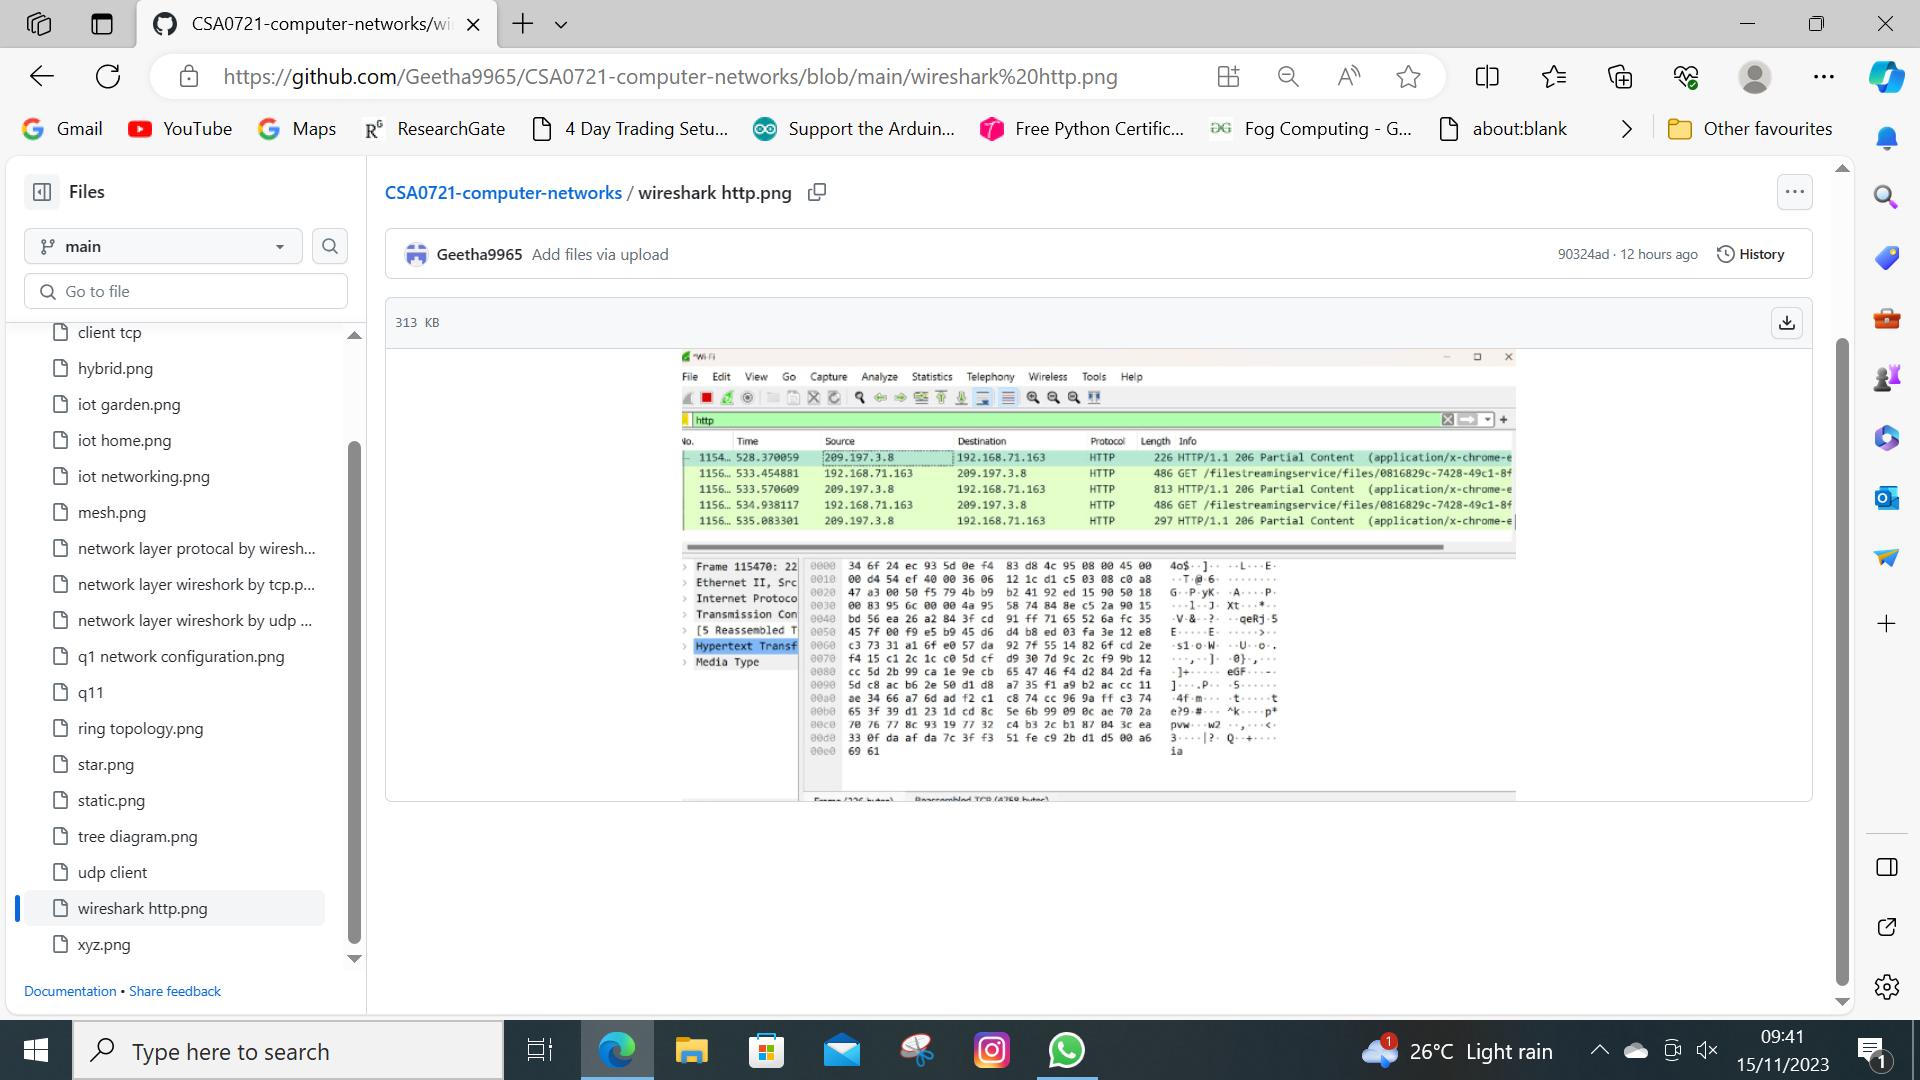 CSA0721-computer-networks/wi
https://github.com/Geetha9965/CSA0721-computer-networks/blob/main/wireshark%20http.png
Gmail YouTube Maps ResearchGate 4 Day Trading Setu... Support the Arduin... Free Python Certific... Fog Computing - G... about:blank Other favourites
Files
main
Go to file
client tcp
hybrid.png
iot garden.png
iot home.png
iot networking.png
mesh.png
network layer protocal by wiresh...
network layer wireshork by tcp.p...
network layer wireshork by udp ...
q1 network configuration.png
q11
ring topology.png
star.png
static.png
tree diagram.png
udp client
wireshark http.png
xyz.png
Documentation • Share feedback
CSA0721-computer-networks / wireshark http.png
Geetha9965 Add files via upload 90324ad · 12 hours ago History
313 KB
*Wi-Fi
File Edit View Go Capture Analyze Statistics Telephony Wireless Tools Help
http
No. Time Source Destination Protocol Length Info
1154... 528.370059 209.197.3.8 192.168.71.163 HTTP 226 HTTP/1.1 206 Partial Content (application/x-chrome-e
1156... 533.454881 192.168.71.163 209.197.3.8 HTTP 486 GET /filestreamingservice/files/0816829c-7428-49c1-8f
1156... 533.570609 209.197.3.8 192.168.71.163 HTTP 813 HTTP/1.1 206 Partial Content (application/x-chrome-e
1156... 534.938117 192.168.71.163 209.197.3.8 HTTP 486 GET /filestreamingservice/files/0816829c-7428-49c1-8f
1156... 535.083301 209.197.3.8 192.168.71.163 HTTP 297 HTTP/1.1 206 Partial Content (application/x-chrome-e
Frame 115470: 22
Ethernet II, Src
Internet Protoco
Transmission Con
[5 Reassembled T
Hypertext Transf
Media Type
0000 34 6f 24 ec 93 5d 0e f4 83 d8 4c 95 08 00 45 00
0010 00 d4 54 ef 40 00 36 06 12 1c d1 c5 03 08 c0 a8
0020 47 a3 00 50 f5 79 4b b9 b2 41 92 ed 15 90 50 18
0030 00 83 95 6c 00 00 4a 95 58 74 84 8e c5 2a 90 15
0040 bd 56 ea 26 a2 84 3f cd 91 ff 71 65 52 6a fc 35
0050 45 7f 00 f9 e5 b9 45 d6 d4 b8 ed 03 fa 3e 12 e8
0060 c3 73 31 a1 6f e0 57 da 92 7f 55 14 82 6f cd 2e
0070 f4 15 c1 2c 1c c0 5d cf d9 30 7d 9c 2c f9 9b 12
0080 cc 5d 2b 99 ca 1e 9e cb 65 47 46 f4 d2 84 2d fa
0090 5d c8 ac b6 2e 50 d1 d8 a7 35 f1 a9 b2 ac cc 11
00a0 ae 34 66 a7 6d ad f2 c1 c8 74 cc 96 9a ff c3 74
00b0 65 3f 39 d1 23 1d cd 8c 5e 6b 99 09 0c ae 70 2a
00c0 70 76 77 8c 93 19 77 32 c4 b3 2c b1 87 04 3c ea
00d0 33 0f da af da 7c 3f f3 51 fe c9 2b d1 d5 00 a6
00e0 69 61 ia
Frame (226 bytes) Reassembled TCP (4758 bytes)
Type here to search
1
26°C Light rain
09:41
15/11/2023
1